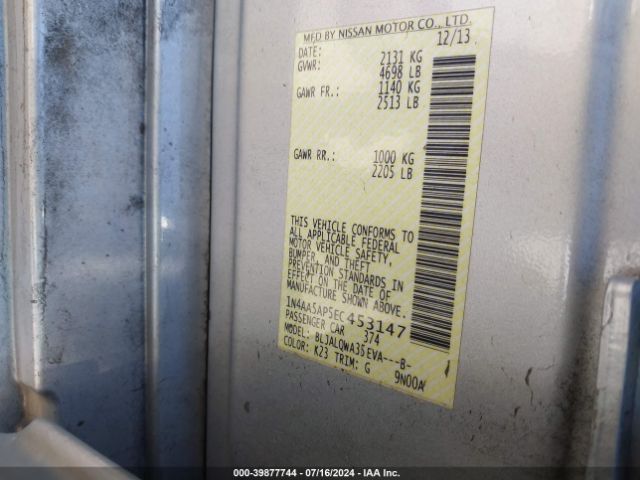 MFD BY NISSAN MOTOR CO., LTD.
DATE: 12/13
GVWR: 2131 KG
4698 LB
GAWR FR.: 1140 KG
2513 LB
GAWR RR.: 1000 KG
2205 LB
THIS VEHICLE CONFORMS TO
ALL APPLICABLE FEDERAL
MOTOR VEHICLE SAFETY,
BUMPER, AND THEFT
PREVENTION STANDARDS IN
EFFECT ON THE DATE OF
MANUFACTURE SHOWN ABOVE.
1N4AA5AP5EC453147
PASSENGER CAR 374
MODEL: BLJALQWA35EVA---B-
COLOR: K23 TRIM: G 9N00A
000-39877744 / 07/16/2024 - IAA Inc.